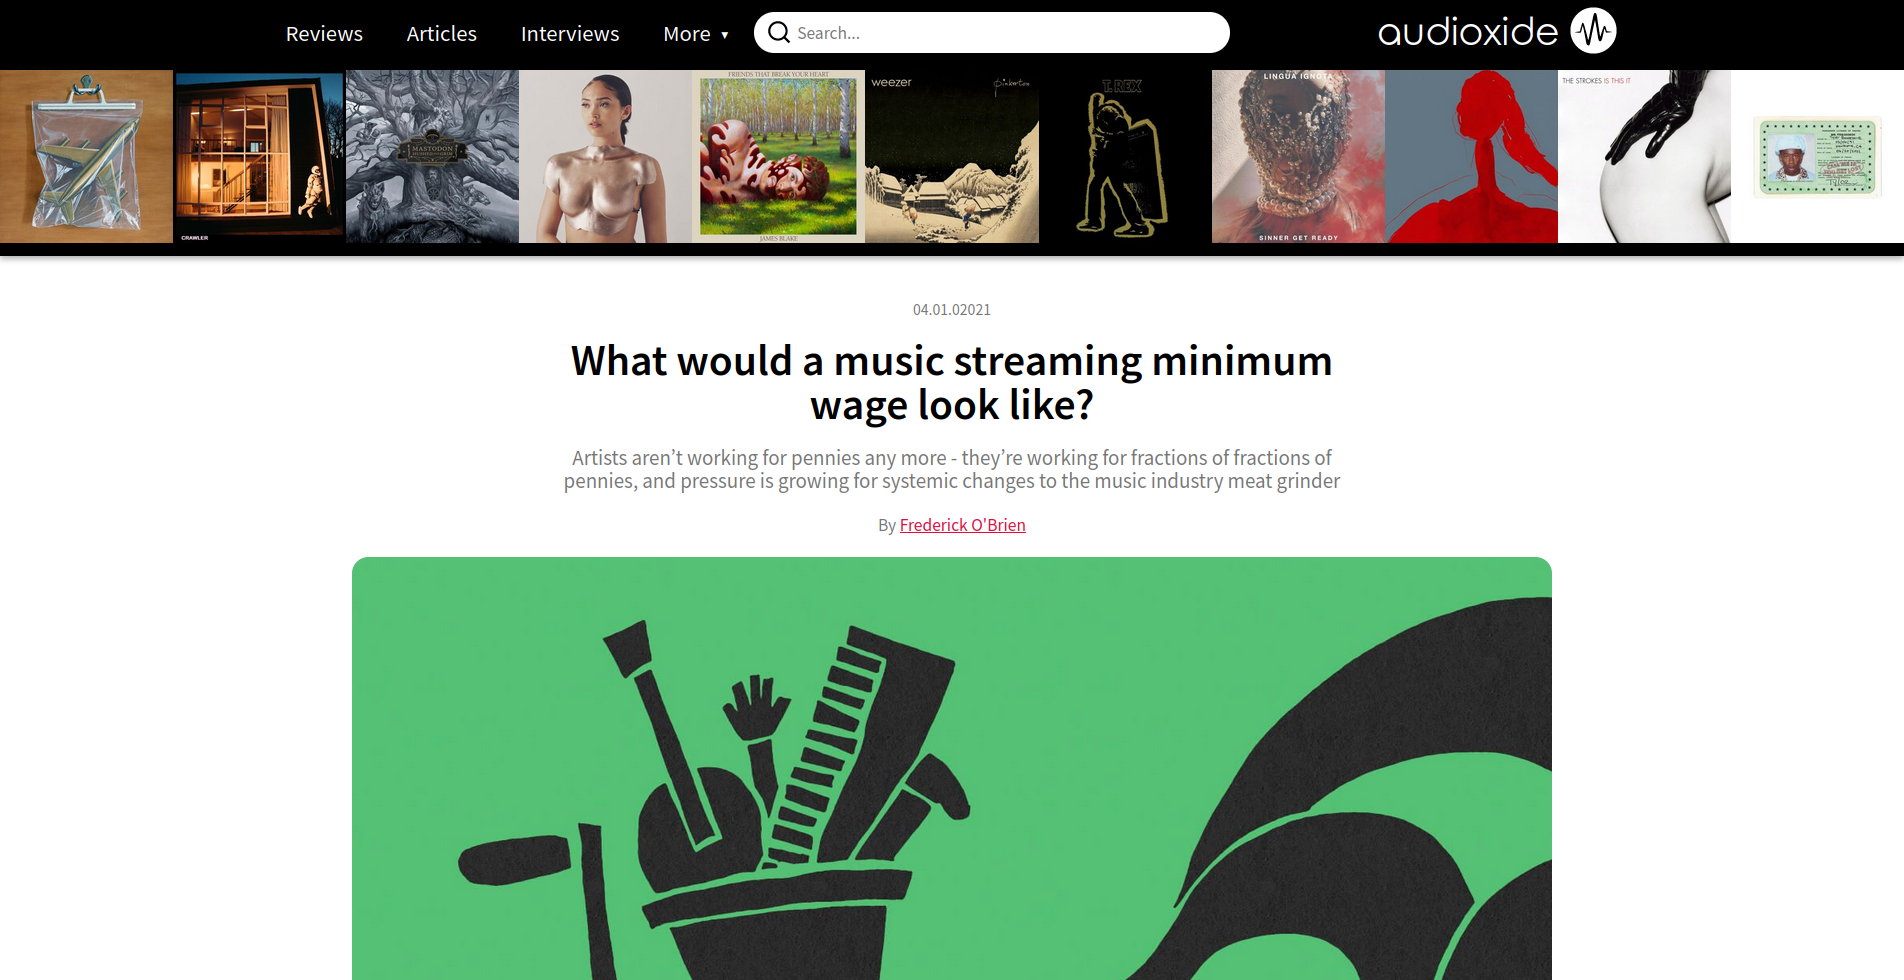 Reviews
Articles
Interviews
More ▼
Search...
audioxide
CRAWLER
MASTODON
HUSHED AND GRIM
FRIENDS THAT BREAK YOUR HEART
JAMES BLAKE
weezer
Pinkerton
T. REX
LINGUA IGNOTA
SINNER GET READY
THE STROKES IS THIS IT
04.01.02021
What would a music streaming minimum
wage look like?
Artists aren’t working for pennies any more - they’re working for fractions of fractions of
pennies, and pressure is growing for systemic changes to the music industry meat grinder
By Frederick O'Brien